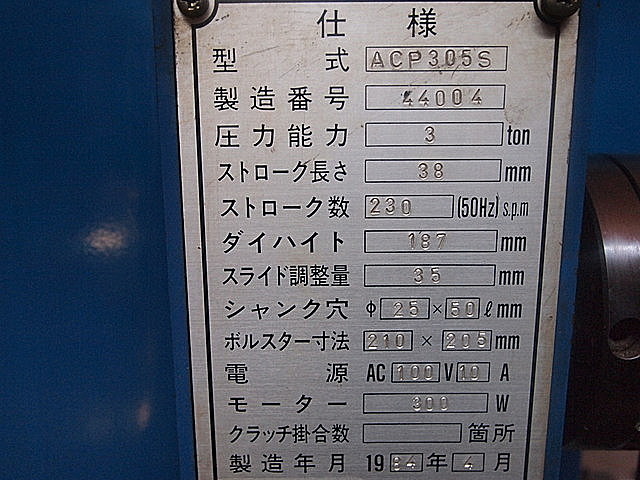 仕様
型式 ACP305S
製造番号 44004
圧力能力 3 ton
ストローク長さ 38 mm
ストローク数 230 (50Hz) s.p.m
ダイハイト 187 mm
スライド調整量 35 mm
シャンク穴 φ 25 × 50 ℓ mm
ボルスター寸法 210 × 205 mm
電源 AC 100 V 10 A
モーター 300 W
クラッチ掛合数 箇所
製造年月 19 84 年 4 月